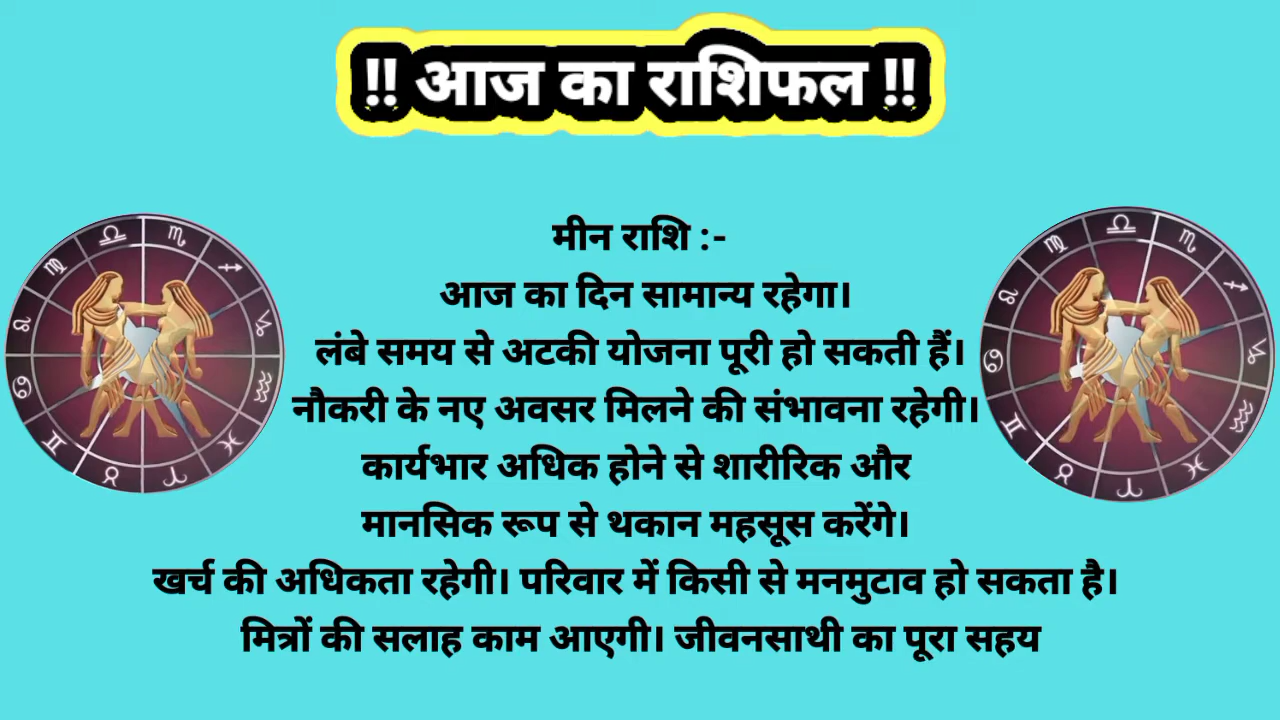 !! आज का राशिफल !!
मीन राशि :-
आज का दिन सामान्य रहेगा।
लंबे समय से अटकी योजना पूरी हो सकती हैं।
नौकरी के नए अवसर मिलने की संभावना रहेगी।
कार्यभार अधिक होने से शारीरिक और
मानसिक रूप से थकान महसूस करेंगे।
खर्च की अधिकता रहेगी। परिवार में किसी से मनमुटाव हो सकता है।
मित्रों की सलाह काम आएगी। जीवनसाथी का पूरा सहय